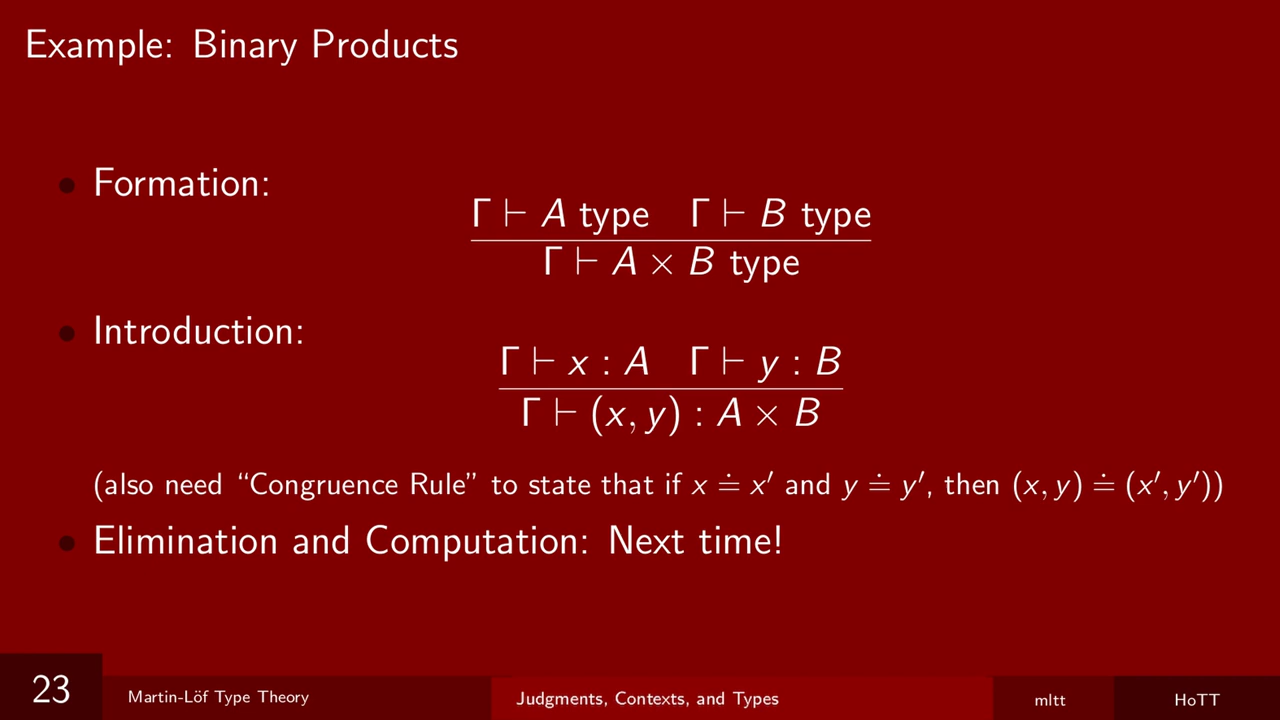 Example: Binary Products
• Formation:
Γ ⊢ A type Γ ⊢ B type
Γ ⊢ A × B type
• Introduction:
Γ ⊢ x : A Γ ⊢ y : B
Γ ⊢ (x, y) : A × B
(also need “Congruence Rule” to state that if x ≐ x′ and y ≐ y′, then (x, y) ≐ (x′, y′))
• Elimination and Computation: Next time!
23 Martin-Löf Type Theory Judgments, Contexts, and Types mltt HoTT